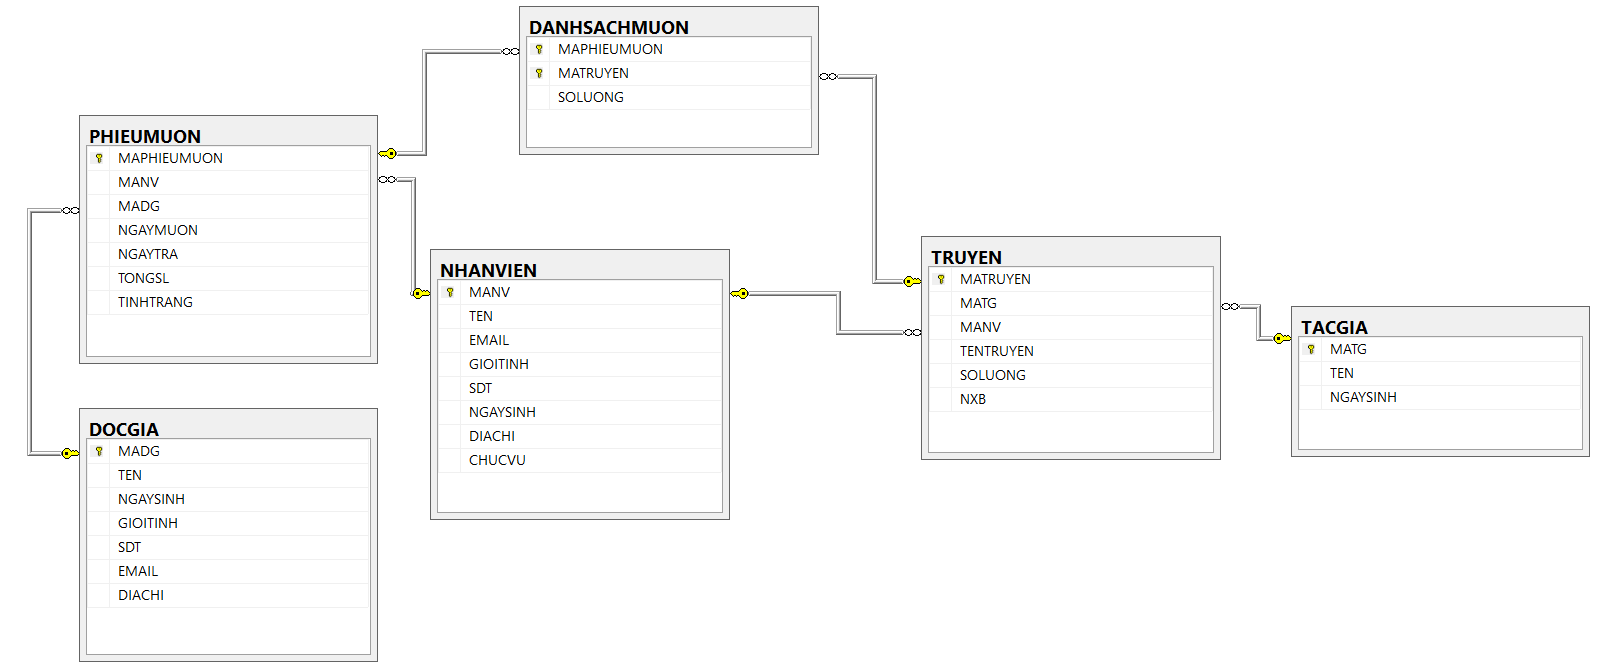 DANHSACHMUON
MAPHIEUMUON
MATRUYEN
SOLUONG
PHIEUMUON
MAPHIEUMUON
MANV
MADG
NGAYMUON
NGAYTRA
TONGSL
TINHTRANG
NHANVIEN
MANV
TEN
EMAIL
GIOITINH
SDT
NGAYSINH
DIACHI
CHUCVU
TRUYEN
MATRUYEN
MATG
MANV
TENTRUYEN
SOLUONG
NXB
TACGIA
MATG
TEN
NGAYSINH
DOCGIA
MADG
TEN
NGAYSINH
GIOITINH
SDT
EMAIL
DIACHI